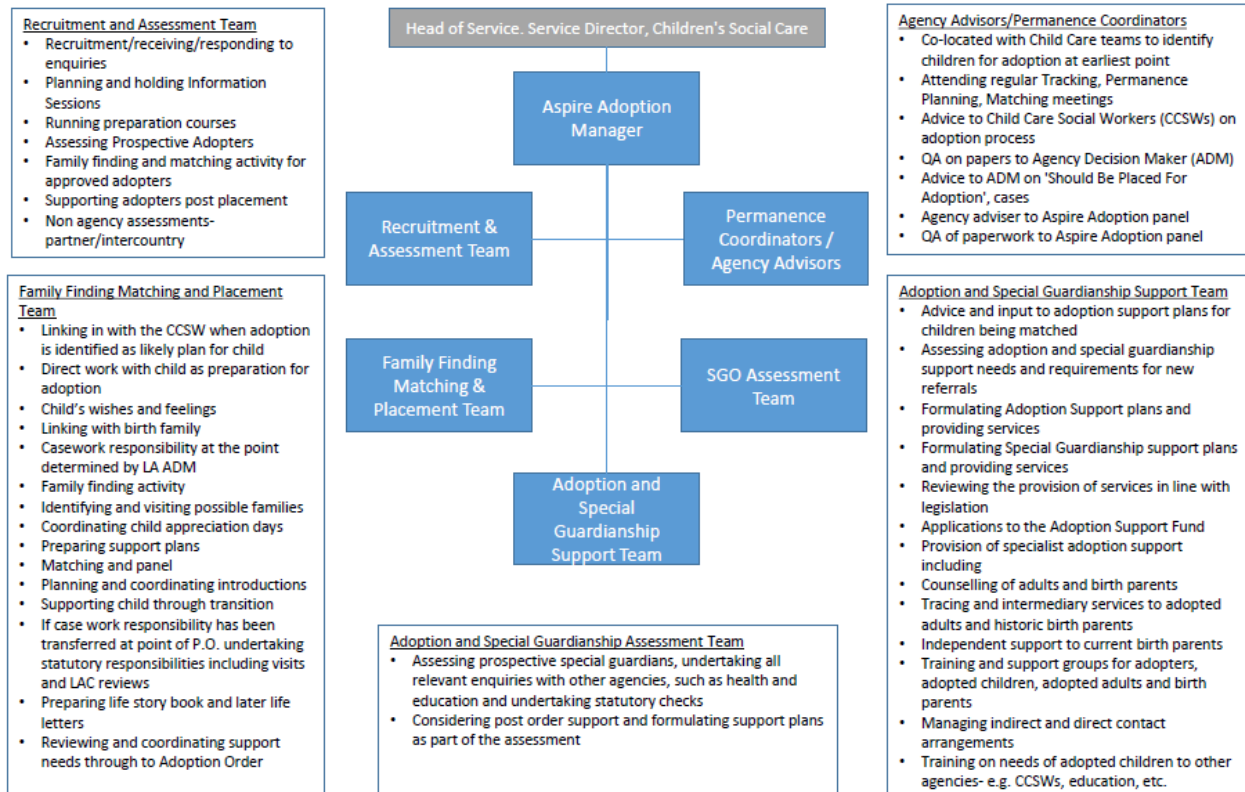 Recruitment and Assessment Team
• Recruitment/receiving/responding to
enquiries
• Planning and holding Information
Sessions
• Running preparation courses
• Assessing Prospective Adopters
• Family finding and matching activity for
approved adopters
• Supporting adopters post placement
• Non agency assessments-
partner/intercountry
Head of Service. Service Director, Children's Social Care
Aspire Adoption
Manager
Recruitment &
Assessment Team
Permanence
Coordinators /
Agency Advisors
Family Finding
Matching &
Placement Team
SGO Assessment
Team
Adoption and
Special
Guardianship
Support Team
Agency Advisors/Permanence Coordinators
• Co-located with Child Care teams to identify
children for adoption at earliest point
• Attending regular Tracking, Permanence
Planning, Matching meetings
• Advice to Child Care Social Workers (CCSWs) on
adoption process
• QA on papers to Agency Decision Maker (ADM)
• Advice to ADM on 'Should Be Placed For
Adoption', cases
• Agency adviser to Aspire Adoption panel
• QA of paperwork to Aspire Adoption panel
Family Finding Matching and Placement
Team
• Linking in with the CCSW when adoption
is identified as likely plan for child
• Direct work with child as preparation for
adoption
• Child's wishes and feelings
• Linking with birth family
• Casework responsibility at the point
determined by LA ADM
• Family finding activity
• Identifying and visiting possible families
• Coordinating child appreciation days
• Preparing support plans
• Matching and panel
• Planning and coordinating introductions
• Supporting child through transition
• If case work responsibility has been
transferred at point of P.O. undertaking
statutory responsibilities including visits
and LAC reviews
• Preparing life story book and later life
letters
• Reviewing and coordinating support
needs through to Adoption Order
Adoption and Special Guardianship Assessment Team
• Assessing prospective special guardians, undertaking all
relevant enquiries with other agencies, such as health and
education and undertaking statutory checks
• Considering post order support and formulating support plans
as part of the assessment
Adoption and Special Guardianship Support Team
• Advice and input to adoption support plans for
children being matched
• Assessing adoption and special guardianship
support needs and requirements for new
referrals
• Formulating Adoption Support plans and
providing services
• Formulating Special Guardianship support plans
and providing services
• Reviewing the provision of services in line with
legislation
• Applications to the Adoption Support Fund
• Provision of specialist adoption support
including
• Counselling of adults and birth parents
• Tracing and intermediary services to adopted
adults and historic birth parents
• Independent support to current birth parents
• Training and support groups for adopters,
adopted children, adopted adults and birth
parents
• Managing indirect and direct contact
arrangements
• Training on needs of adopted children to other
agencies- e.g. CCSWs, education, etc.